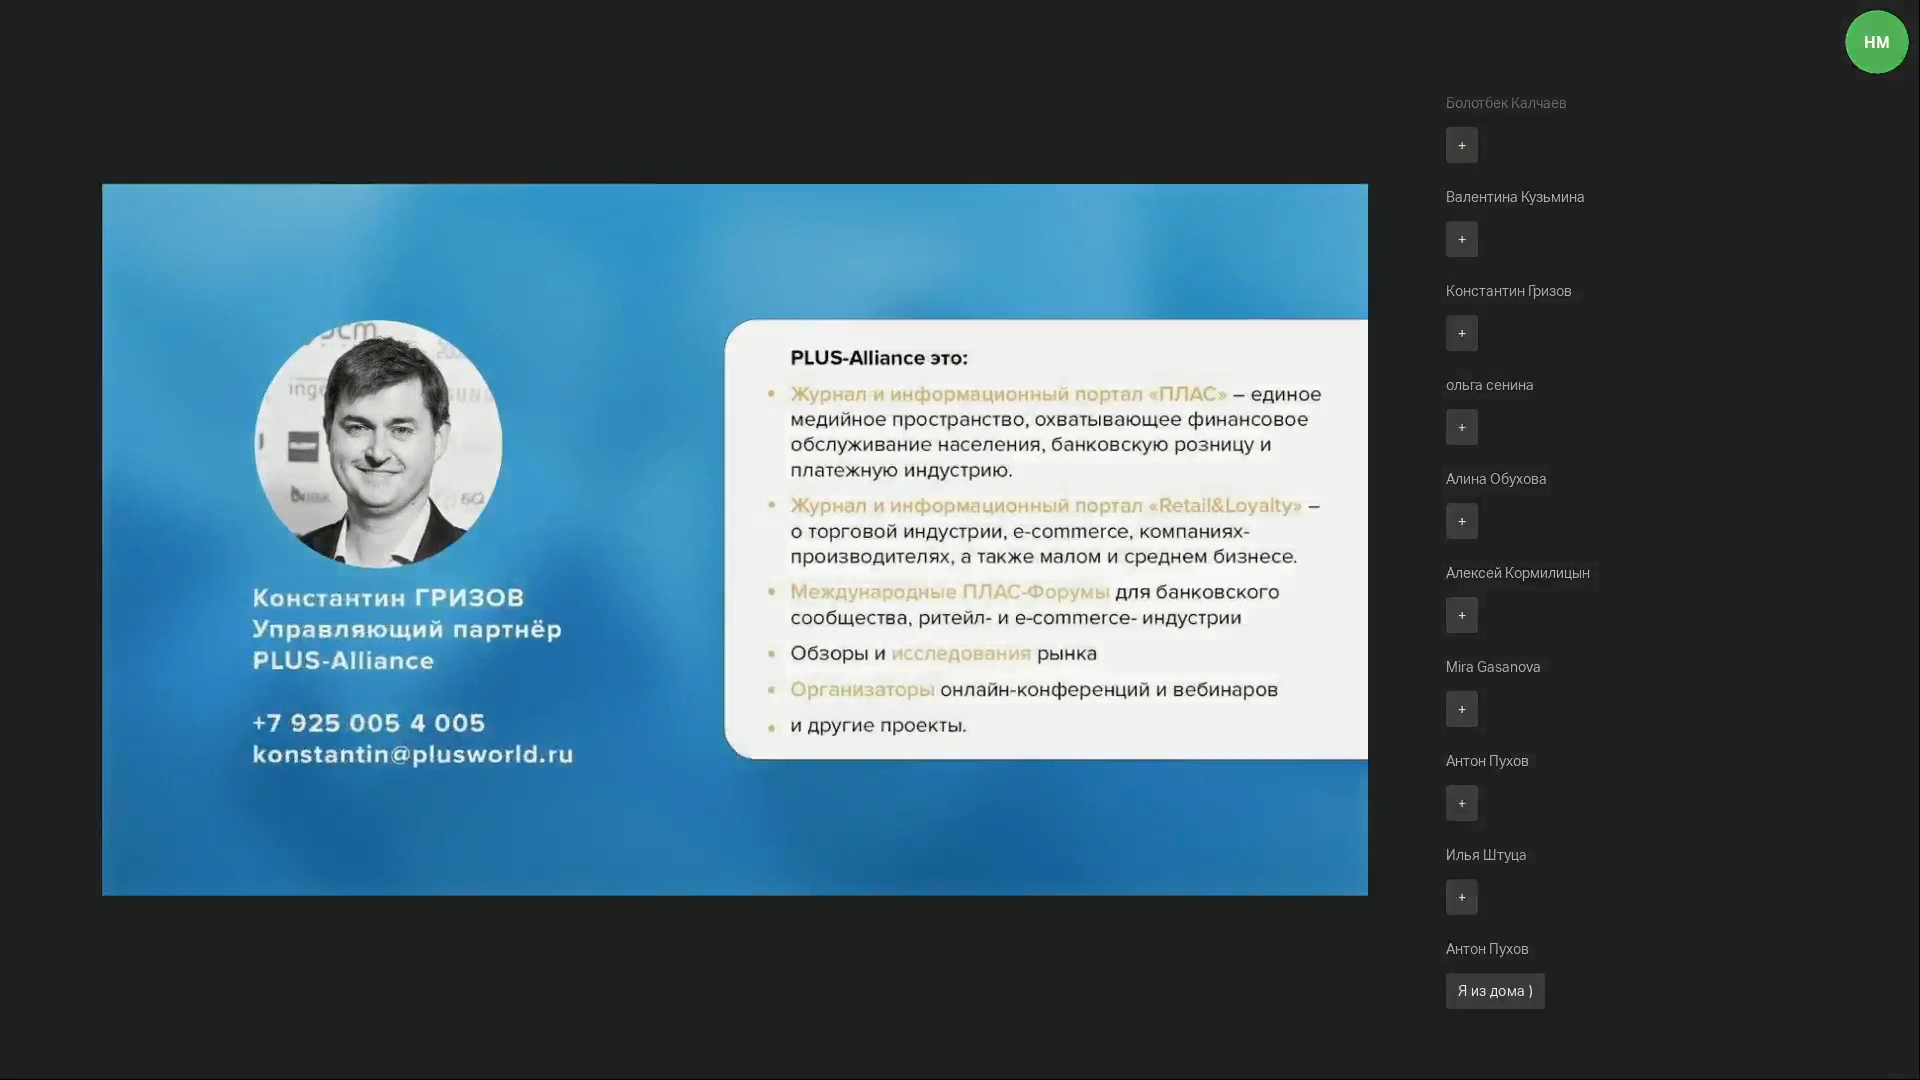 НМ
Константин ГРИЗОВ
Управляющий партнёр
PLUS-Alliance
+7 925 005 4 005
konstantin@plusworld.ru
PLUS-Alliance это:
• Журнал и информационный портал «ПЛАС» – единое
медийное пространство, охватывающее финансовое
обслуживание населения, банковскую розницу и
платежную индустрию.
• Журнал и информационный портал «Retail&Loyalty» –
о торговой индустрии, e-commerce, компаниях-
производителях, а также малом и среднем бизнесе.
• Международные ПЛАС-Форумы для банковского
сообщества, ритейл- и e-commerce- индустрии
• Обзоры и исследования рынка
• Организаторы онлайн-конференций и вебинаров
• и другие проекты.
Болотбек Калчаев
+
Валентина Кузьмина
+
Константин Гризов
+
ольга сенина
+
Алина Обухова
+
Алексей Кормилицын
+
Mira Gasanova
+
Антон Пухов
+
Илья Штуца
+
Антон Пухов
Я из дома )